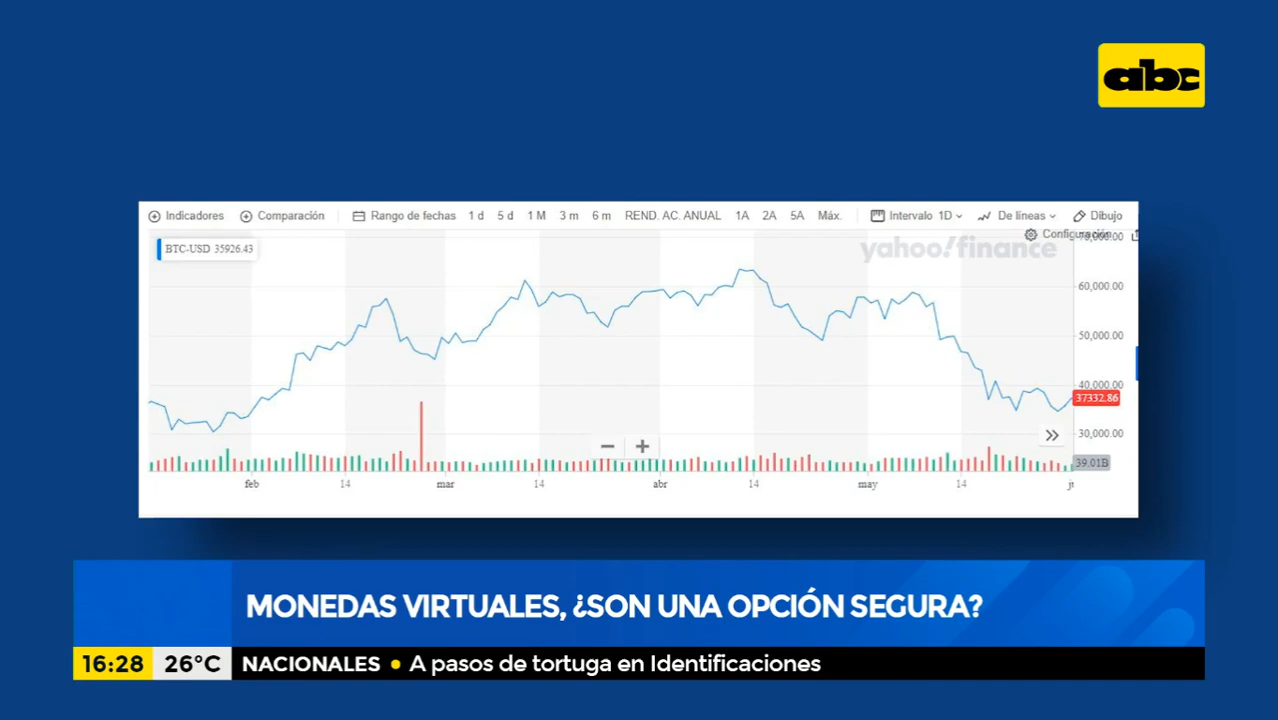 abc
Indicadores Comparación Rango de fechas 1 d 5 d 1 M 3 m 6 m REND. AC. ANUAL 1A 2A 5A Máx. Intervalo 1D De líneas Dibujo
Configuración
BTC-USD 35926.43
yahoo!finance
70,000.00
60,000.00
50,000.00
40,000.00
37332.86
30,000.00
39.01B
feb 14 mar 14 abr 14 may 14
MONEDAS VIRTUALES, ¿SON UNA OPCIÓN SEGURA?
16:28 26°C NACIONALES • A pasos de tortuga en Identificaciones